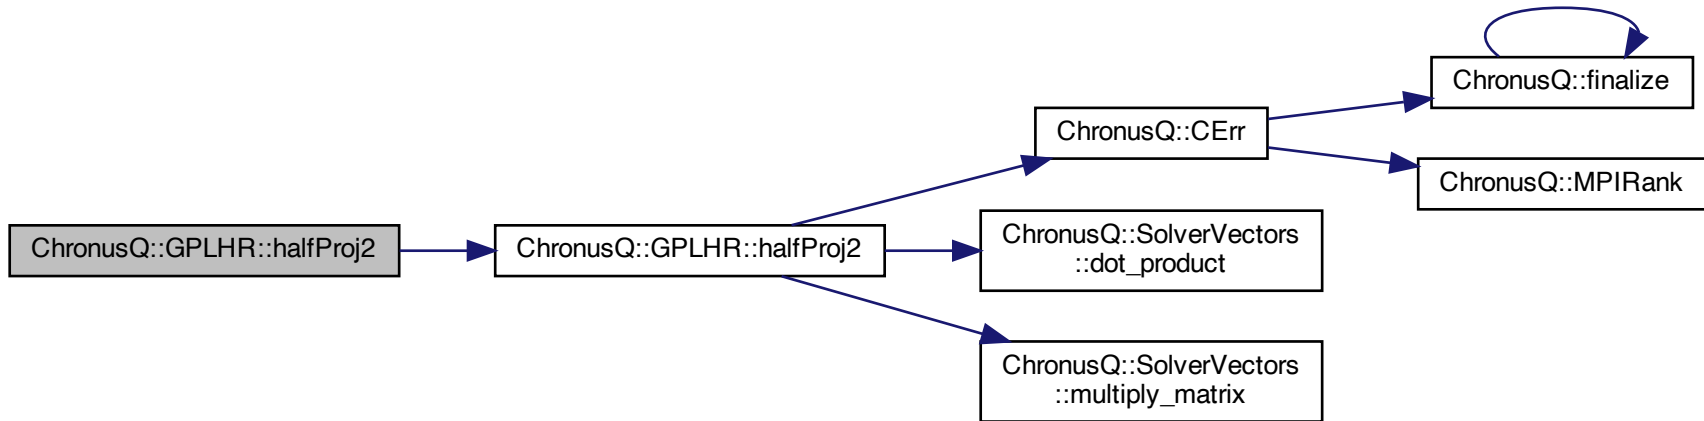 ChronusQ::GPLHR::halfProj2
ChronusQ::GPLHR::halfProj2
ChronusQ::CErr
ChronusQ::finalize
ChronusQ::MPIRank
ChronusQ::SolverVectors
::dot_product
ChronusQ::SolverVectors
::multiply_matrix